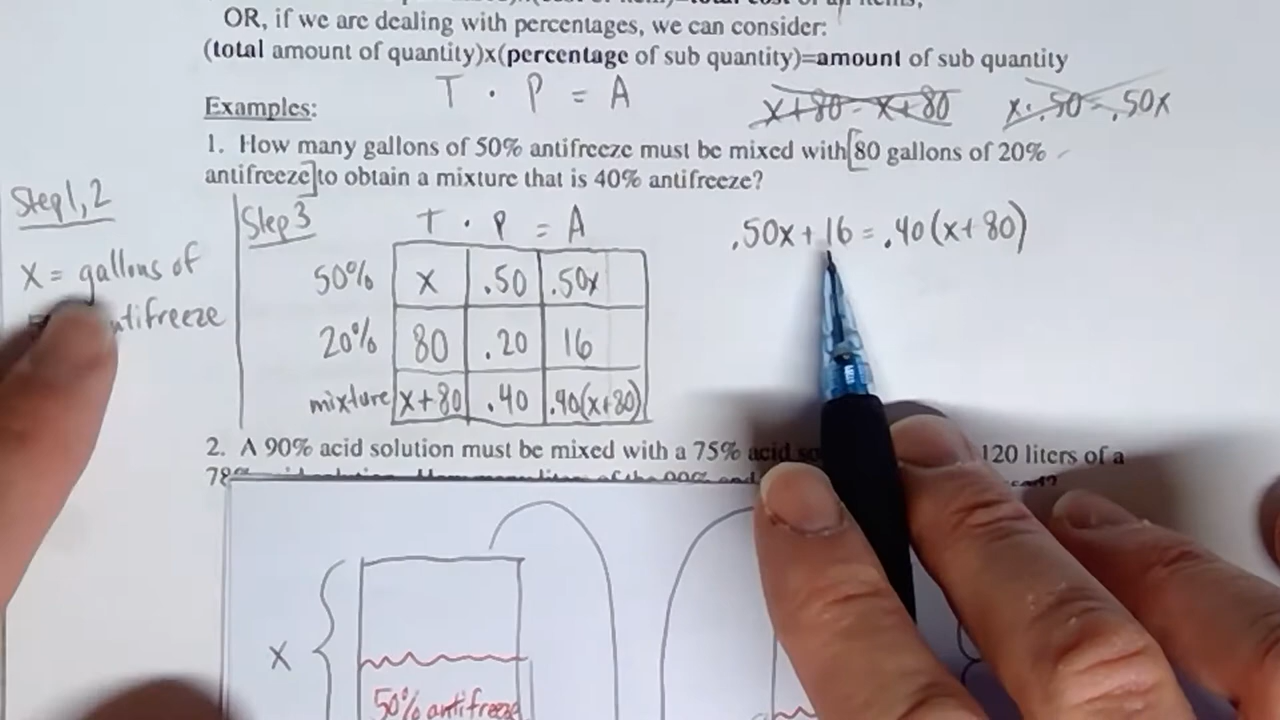 OR, if we are dealing with percentages, we can consider:
(total amount of quantity)x(percentage of sub quantity)=amount of sub quantity
T · P = A
x+80 = x+80
x · .50 = .50x
Examples:
1. How many gallons of 50% antifreeze must be mixed with [80 gallons of 20%
antifreeze] to obtain a mixture that is 40% antifreeze?
Step 1, 2
x = gallons of
antifreeze
Step 3
T · P = A
50% x .50 .50x
20% 80 .20 16
mixture x+80 .40 .40(x+80)
.50x + 16 = .40(x+80)
2. A 90% acid solution must be mixed with a 75% acid 120 liters of a
x
50% antifreeze